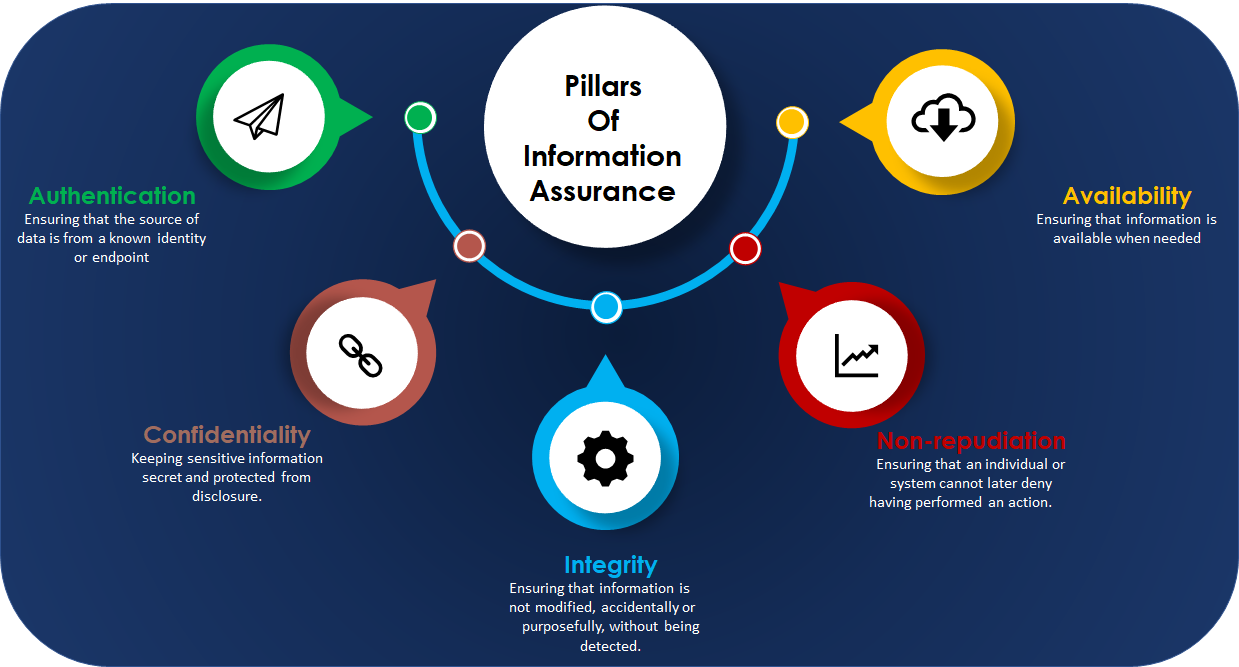 Pillars
Of
Information
Assurance
Authentication
Ensuring that the source of
data is from a known identity
or endpoint
Confidentiality
Keeping sensitive information
secret and protected from
disclosure.
Integrity
Ensuring that information is
not modified, accidentally or
purposefully, without being
detected.
Non-repudiation
Ensuring that an individual or
system cannot later deny
having performed an action.
Availability
Ensuring that information is
available when needed